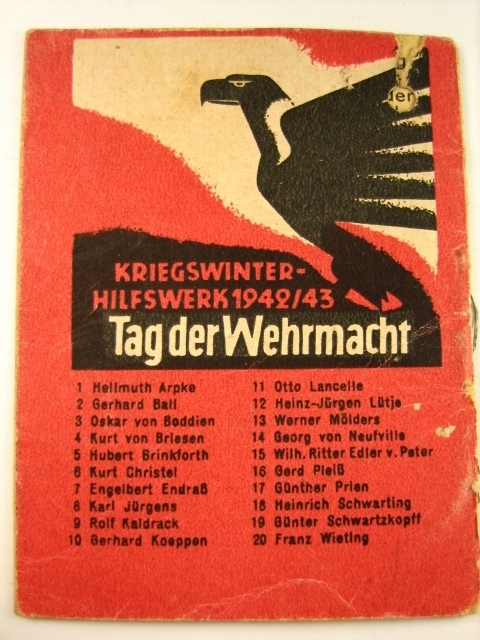 g
den
KRIEGSWINTER-
HILFSWERK 1942/43
Tag der Wehrmacht
1 Hellmuth Arpke
2 Gerhard Ball
3 Oskar von Boddien
4 Kurt von Briesen
5 Hubert Brinkforth
6 Kurt Christel
7 Engelbert Endraß
8 Karl Jürgens
9 Rolf Kaldrack
10 Gerhard Koeppen
11 Otto Lancelle
12 Heinz-Jürgen Lütje
13 Werner Mölders
14 Georg von Neufville
15 Wilh. Ritter Edler v. Peter
16 Gerd Pleiß
17 Günther Prien
18 Heinrich Schwarting
19 Günter Schwartzkopff
20 Franz Wieting